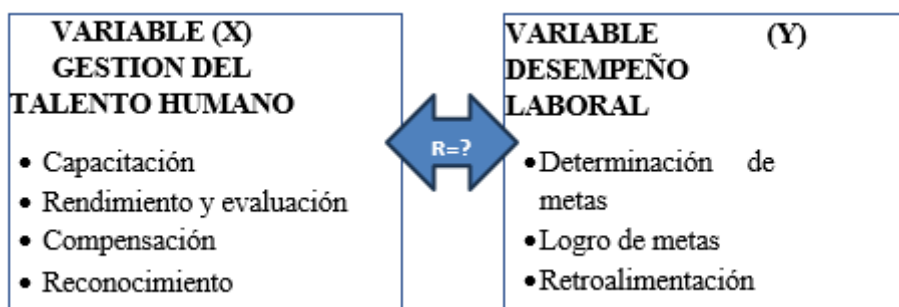 VARIABLE (X)
GESTION DEL
TALENTO HUMANO
• Capacitación
• Rendimiento y evaluación
• Compensación
• Reconocimiento
R=?
VARIABLE (Y)
DESEMPEÑO
LABORAL
• Determinación de
metas
• Logro de metas
• Retroalimentación